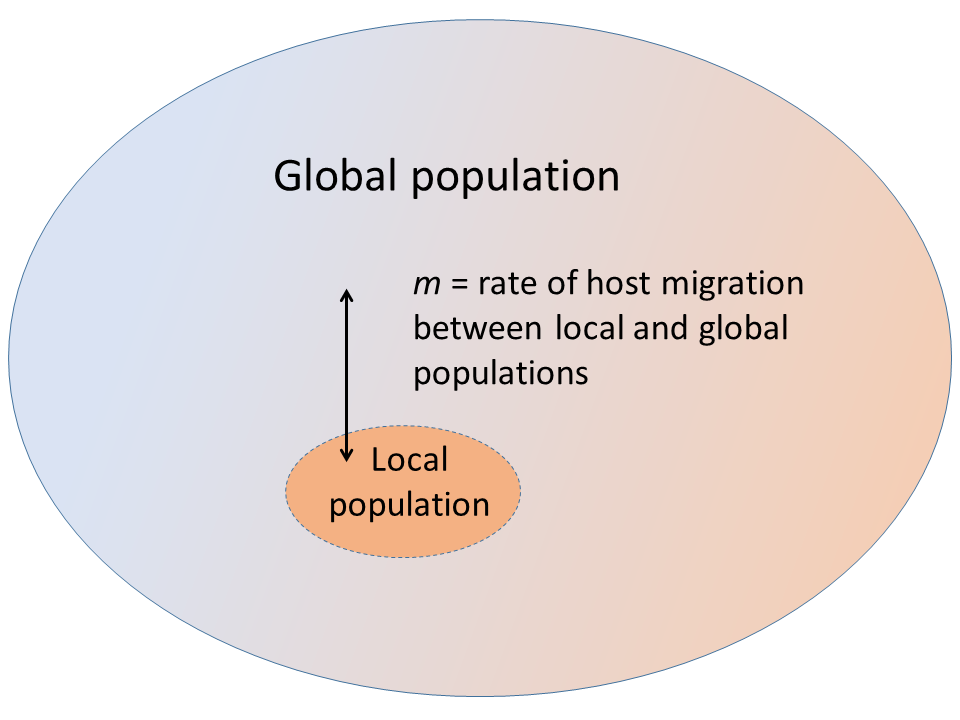 Global population
m = rate of host migration
between local and global
populations
Local
population